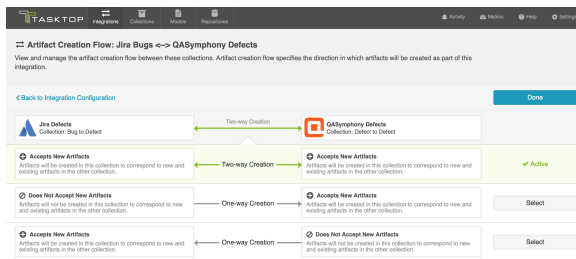 TASKTOP
Integrations
Collections
Models
Repositories
Activity
Metrics
Help
Settings
Artifact Creation Flow: Jira Bugs <--> QASymphony Defects
View and manage the artifact creation flow between these collections. Artifact creation flow specifies the direction in which artifacts will be created as part of this
integration.
Back to Integration Configuration
Done
Jira Defects
Collection: Bug to Defect
Two-way Creation
QASymphony Defects
Collection: Defect to Defect
Accepts New Artifacts
Artifacts will be created in this collection to correspond to new and
existing artifacts in the other collection.
Two-way Creation
Accepts New Artifacts
Artifacts will be created in this collection to correspond to new and
existing artifacts in the other collection.
Active
Does Not Accept New Artifacts
Artifacts will not be created in this collection to correspond to new
and existing artifacts in the other collection.
One-way Creation
Accepts New Artifacts
Artifacts will be created in this collection to correspond to new and
existing artifacts in the other collection.
Select
Accepts New Artifacts
Artifacts will be created in this collection to correspond to new and
existing artifacts in the other collection.
One-way Creation
Does Not Accept New Artifacts
Artifacts will not be created in this collection to correspond to new
and existing artifacts in the other collection.
Select